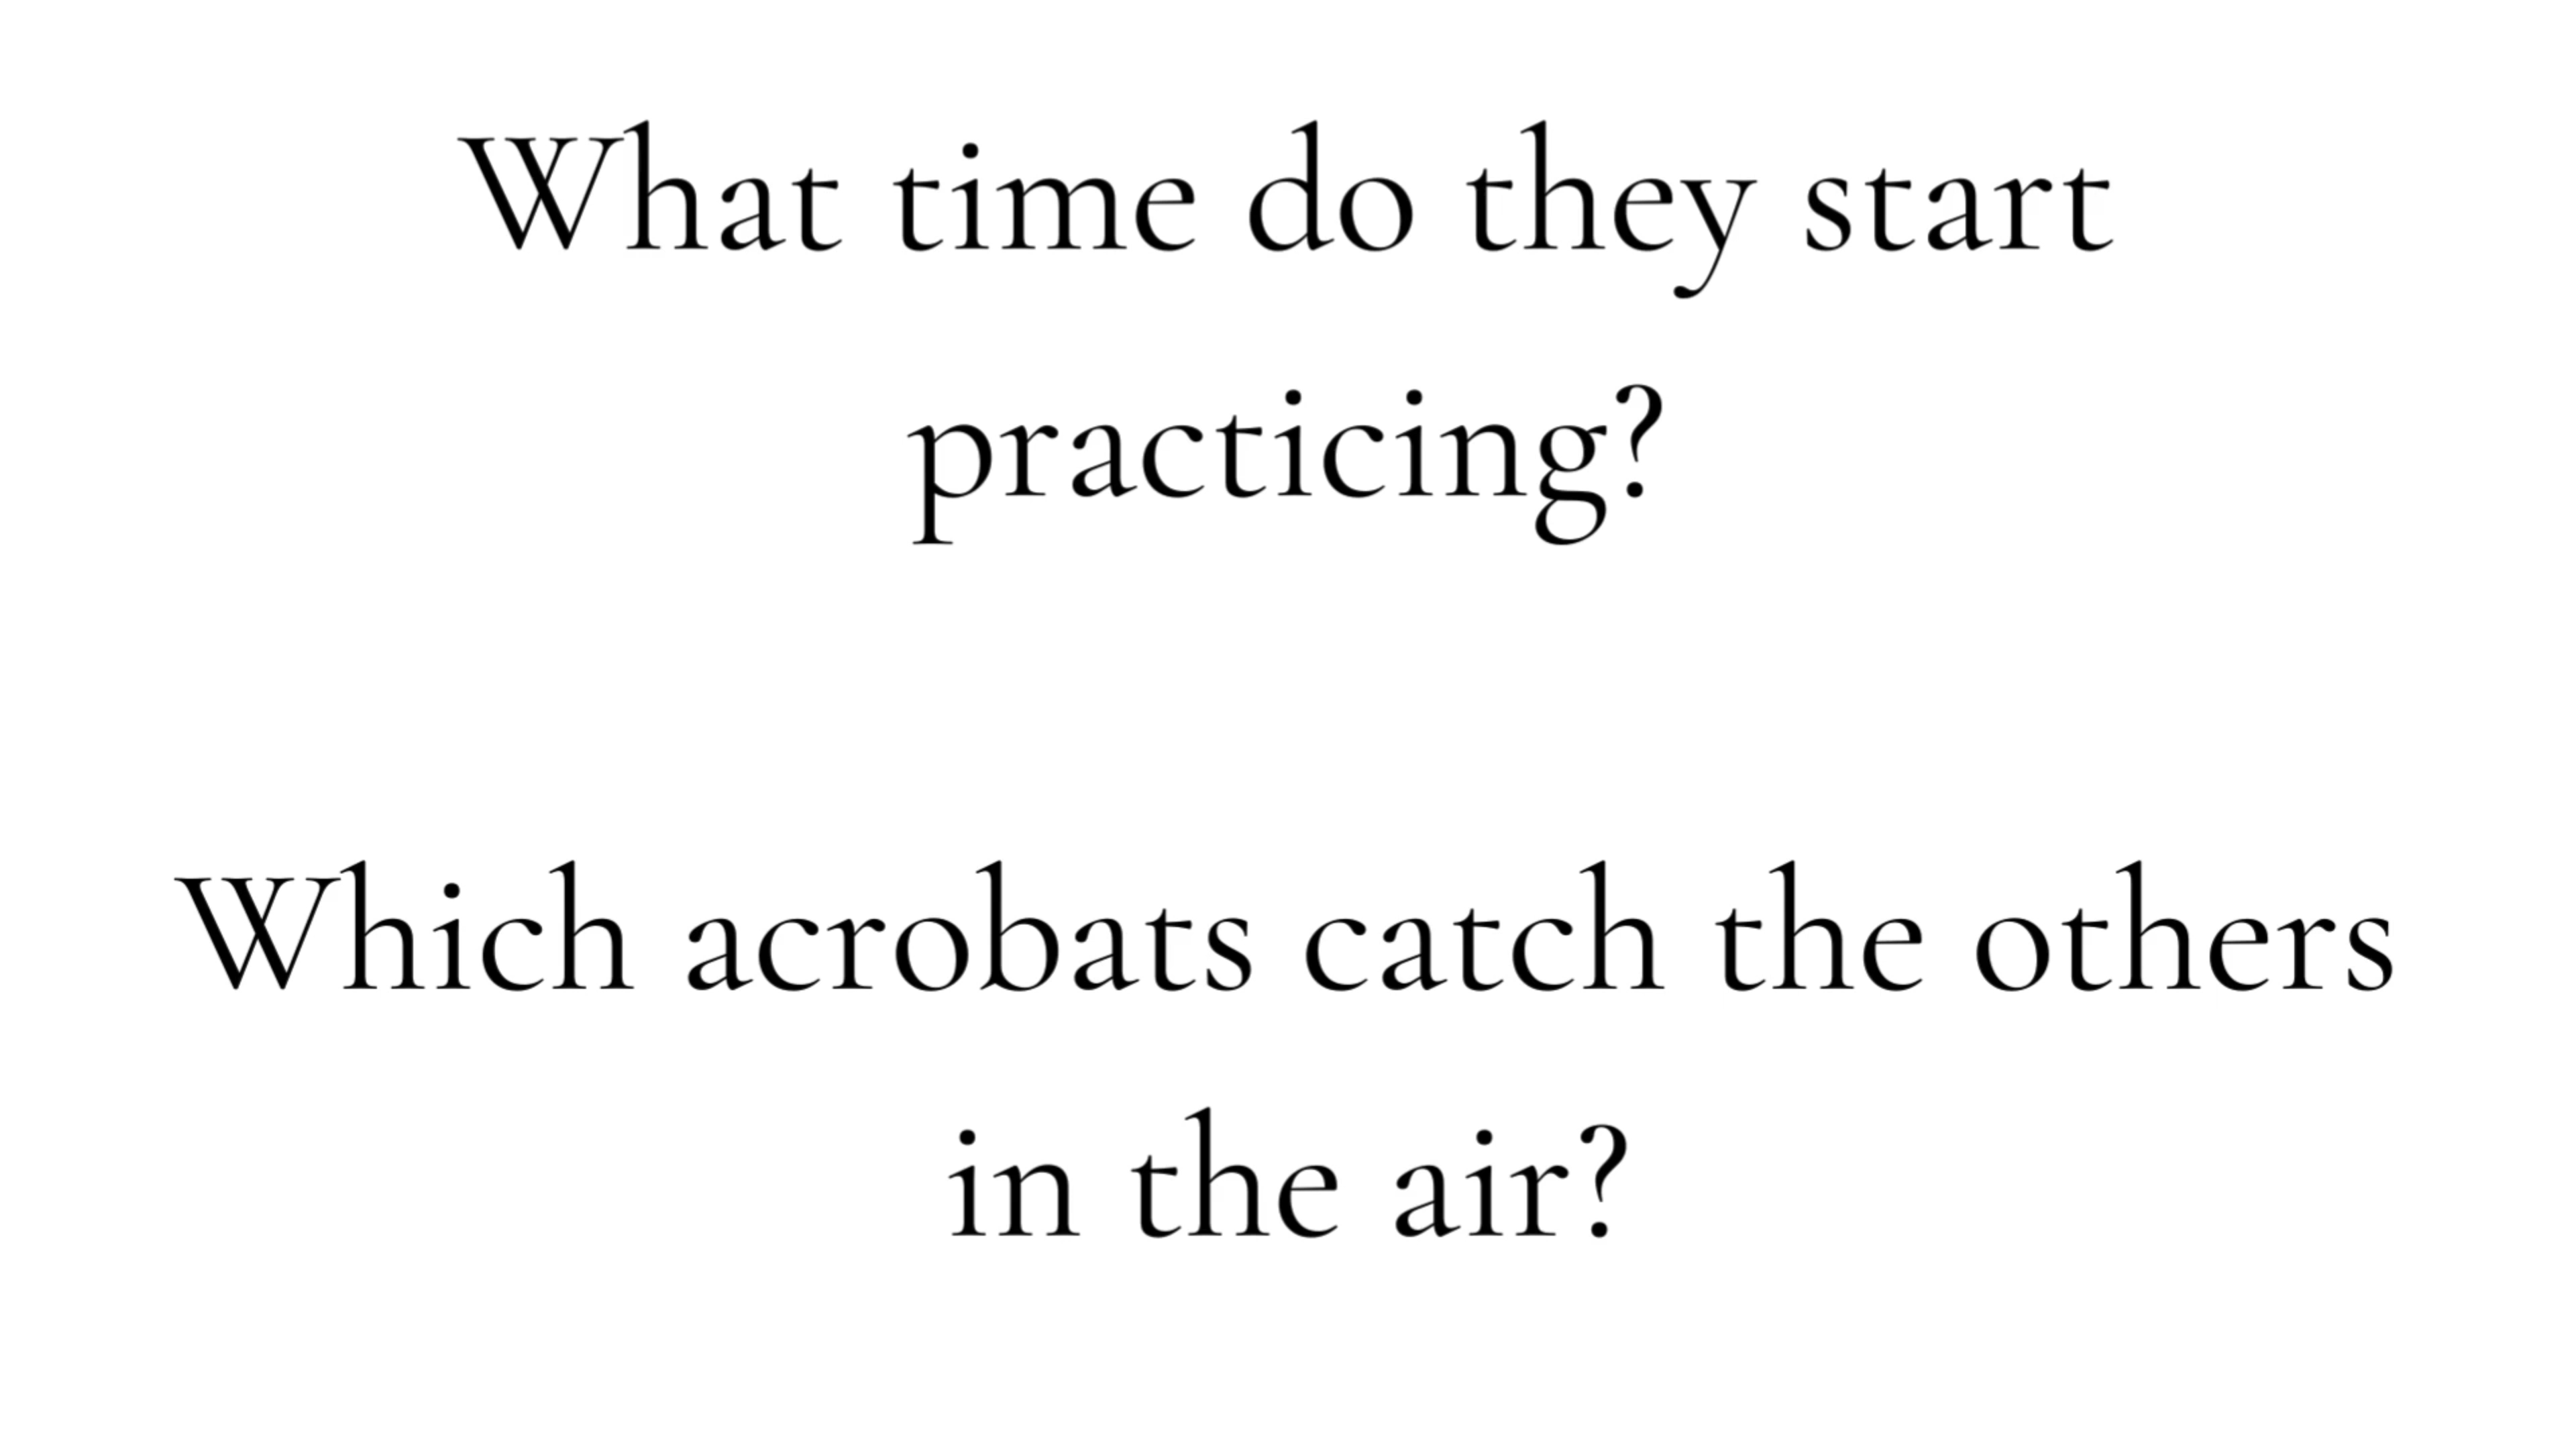 What time do they start
practicing?
Which acrobats catch the others
in the air?